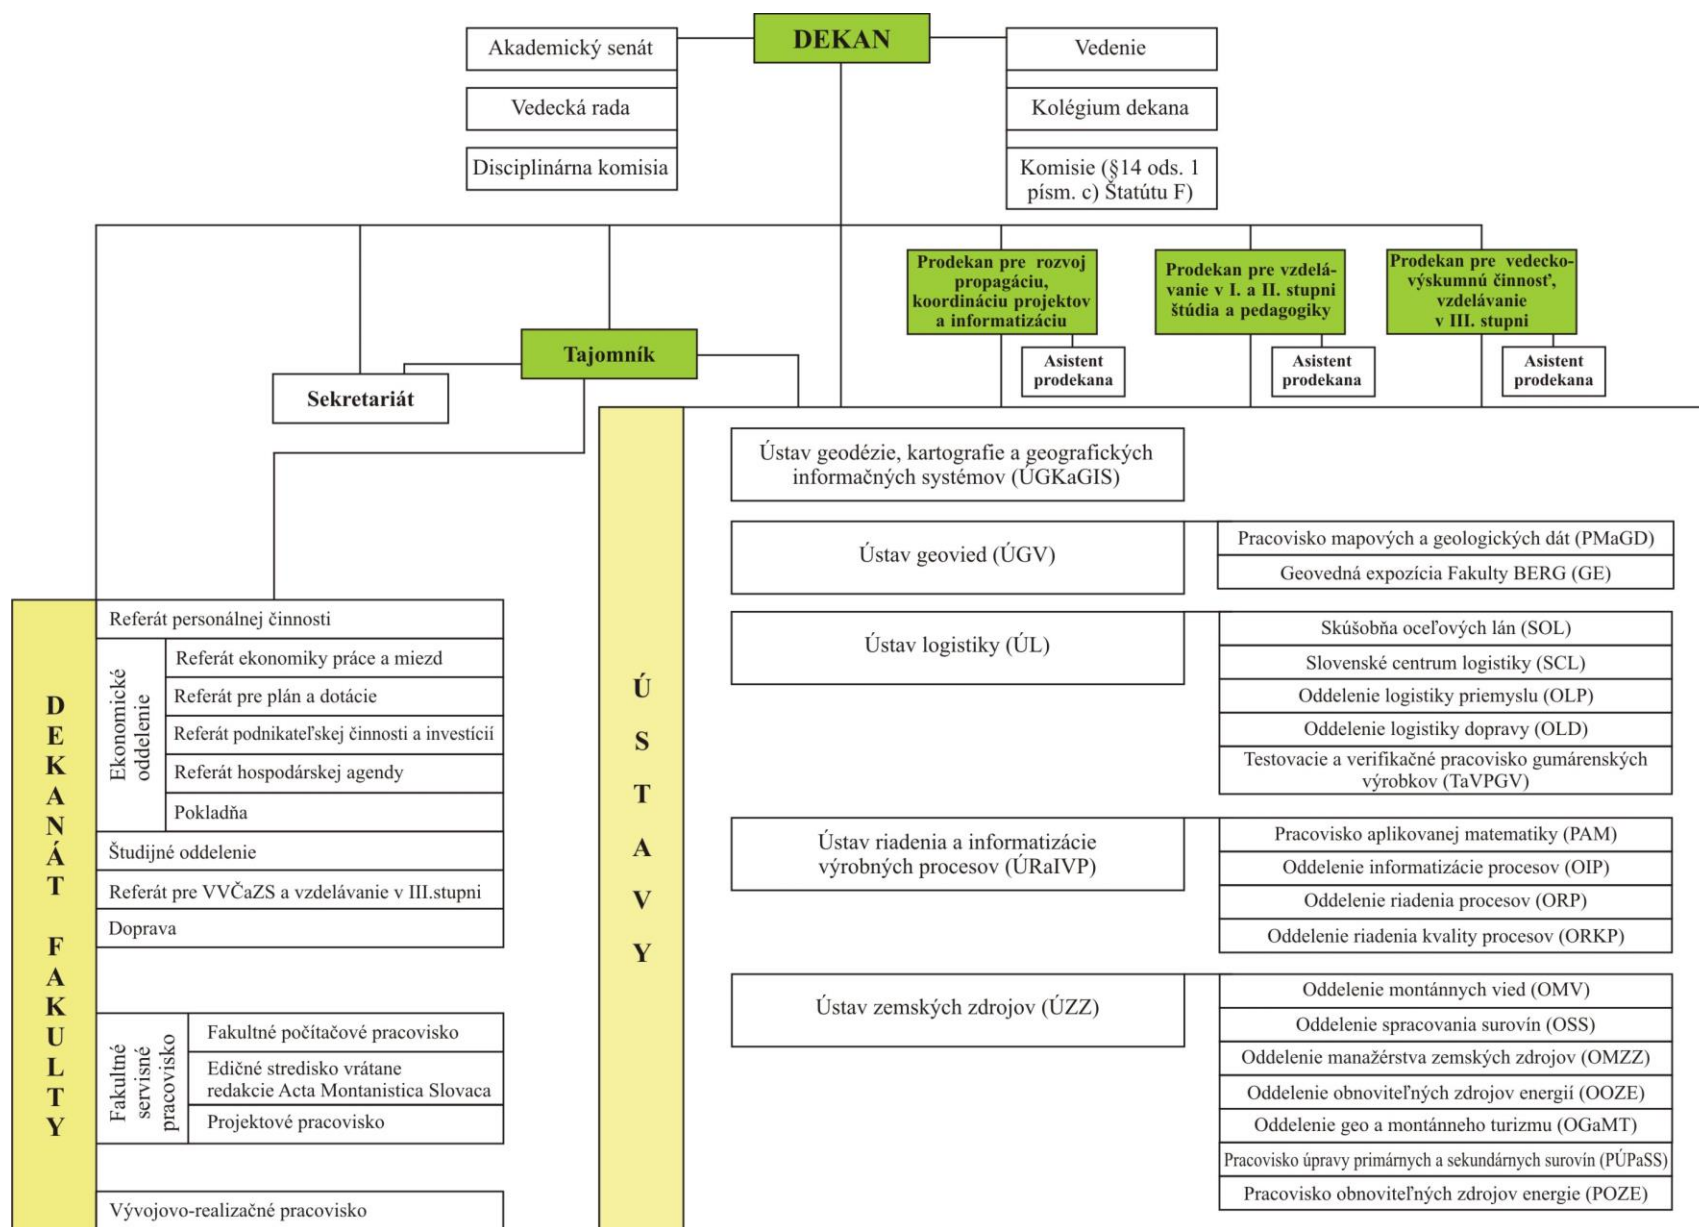 DEKAN
Akademický senát
Vedecká rada
Disciplinárna komisia
Vedenie
Kolégium dekana
Komisie (§14 ods. 1
písm. c) Štatútu F)
Prodekan pre rozvoj
propagáciu,
koordináciu projektov
a informatizáciu
Asistent
prodekana
Prodekan pre vzdelá-
vanie v I. a II. stupni
štúdia a pedagogiky
Asistent
prodekana
Prodekan pre vedecko-
výskumnú činnosť,
vzdelávanie
v III. stupni
Asistent
prodekana
Tajomník
Sekretariát
DEKANÁT FAKULTY
Referát personálnej činnosti
Ekonomické
oddelenie
Referát ekonomiky práce a miezd
Referát pre plán a dotácie
Referát podnikateľskej činnosti a investícií
Referát hospodárskej agendy
Pokladňa
Študijné oddelenie
Referát pre VVČaZS a vzdelávanie v III.stupni
Doprava
Fakultné
servisné
pracovisko
Fakultné počítačové pracovisko
Edičné stredisko vrátane
redakcie Acta Montanistica Slovaca
Projektové pracovisko
Vývojovo-realizačné pracovisko
ÚSTAVY
Ústav geodézie, kartografie a geografických
informačných systémov (ÚGKaGIS)
Ústav geovied (ÚGV)
Pracovisko mapových a geologických dát (PMaGD)
Geovedná expozícia Fakulty BERG (GE)
Ústav logistiky (ÚL)
Skúšobňa oceľových lán (SOL)
Slovenské centrum logistiky (SCL)
Oddelenie logistiky priemyslu (OLP)
Oddelenie logistiky dopravy (OLD)
Testovacie a verifikačné pracovisko gumárenských
výrobkov (TaVPGV)
Ústav riadenia a informatizácie
výrobných procesov (ÚRaIVP)
Pracovisko aplikovanej matematiky (PAM)
Oddelenie informatizácie procesov (OIP)
Oddelenie riadenia procesov (ORP)
Oddelenie riadenia kvality procesov (ORKP)
Ústav zemských zdrojov (ÚZZ)
Oddelenie montánnych vied (OMV)
Oddelenie spracovania surovín (OSS)
Oddelenie manažérstva zemských zdrojov (OMZZ)
Oddelenie obnoviteľných zdrojov energií (OOZE)
Oddelenie geo a montánneho turizmu (OGaMT)
Pracovisko úpravy primárnych a sekundárnych surovín (PÚPaSS)
Pracovisko obnoviteľných zdrojov energie (POZE)